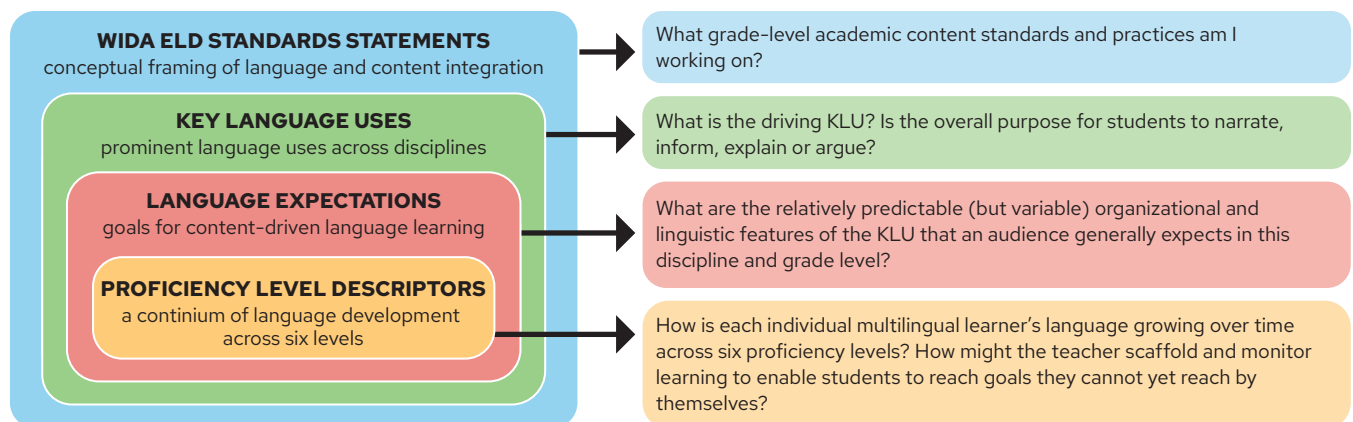 WIDA ELD STANDARDS STATEMENTS
conceptual framing of language and content integration
What grade-level academic content standards and practices am I
working on?
KEY LANGUAGE USES
prominent language uses across disciplines
What is the driving KLU? Is the overall purpose for students to narrate,
inform, explain or argue?
LANGUAGE EXPECTATIONS
goals for content-driven language learning
What are the relatively predictable (but variable) organizational and
linguistic features of the KLU that an audience generally expects in this
discipline and grade level?
PROFICIENCY LEVEL DESCRIPTORS
a continium of language development
across six levels
How is each individual multilingual learner’s language growing over time
across six proficiency levels? How might the teacher scaffold and monitor
learning to enable students to reach goals they cannot yet reach by
themselves?